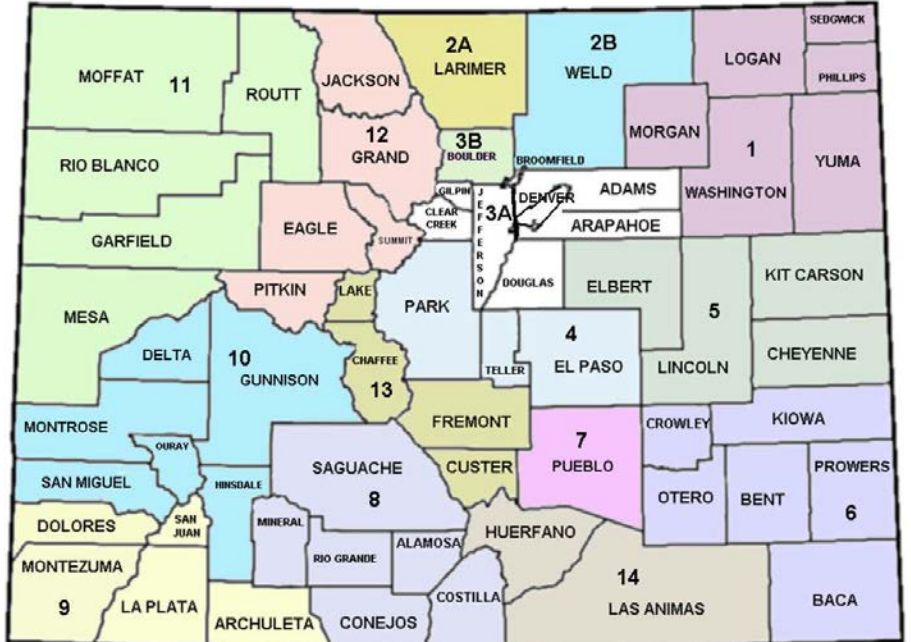 SEDGWICK
2A
2B
LARIMER
WELD
LOGAN
MOFFAT
11
JACKSON
PHILLIPS
ROUTT
12
GRAND
3B
BOULDER
MORGAN
1
BROOMFIELD
YUMA
RIO BLANCO
GILPIN
JEFFERSON
3A
DENVER
ADAMS
WASHINGTON
CLEAR
CREEK
ARAPAHOE
GARFIELD
EAGLE
SUMMIT
DOUGLAS
ELBERT
KIT CARSON
PITKIN
LAKE
PARK
MESA
5
4
DELTA
10
GUNNISON
CHAFFEE
13
TELLER
EL PASO
LINCOLN
CHEYENNE
MONTROSE
FREMONT
CROWLEY
KIOWA
OURAY
7
PUEBLO
SAGUACHE
8
CUSTER
PROWERS
SAN MIGUEL
HINSDALE
OTERO
BENT
6
DOLORES
SAN
JUAN
MINERAL
HUERFANO
ALAMOSA
RIO GRANDE
MONTEZUMA
9
14
LA PLATA
COSTILLA
LAS ANIMAS
BACA
ARCHULETA
CONEJOS